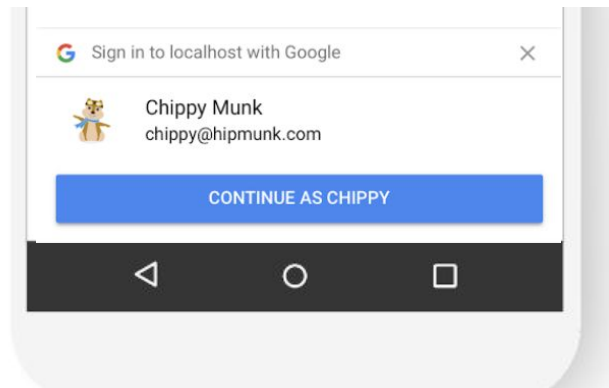 Sign in to localhost with Google
Chippy Munk
chippy@hipmunk.com
CONTINUE AS CHIPPY